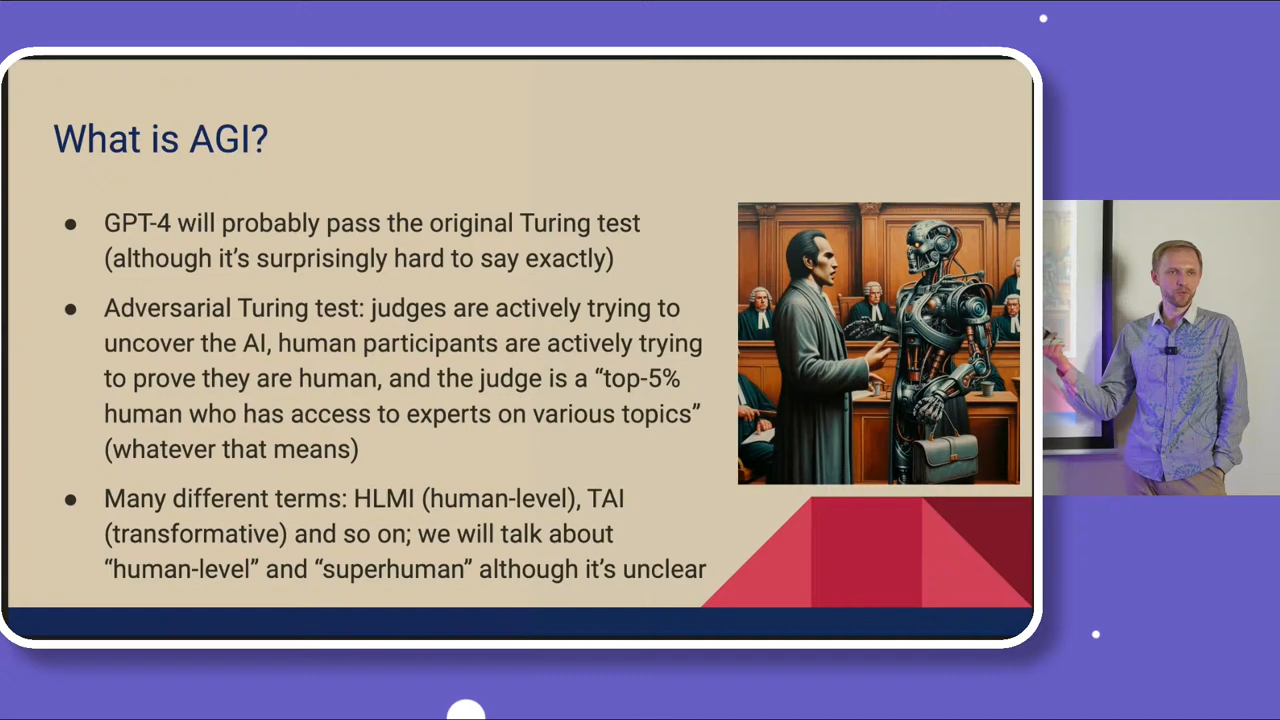 What is AGI?
● GPT-4 will probably pass the original Turing test
(although it’s surprisingly hard to say exactly)
● Adversarial Turing test: judges are actively trying to
uncover the AI, human participants are actively trying
to prove they are human, and the judge is a “top-5%
human who has access to experts on various topics”
(whatever that means)
● Many different terms: HLMI (human-level), TAI
(transformative) and so on; we will talk about
“human-level” and “superhuman” although it’s unclear